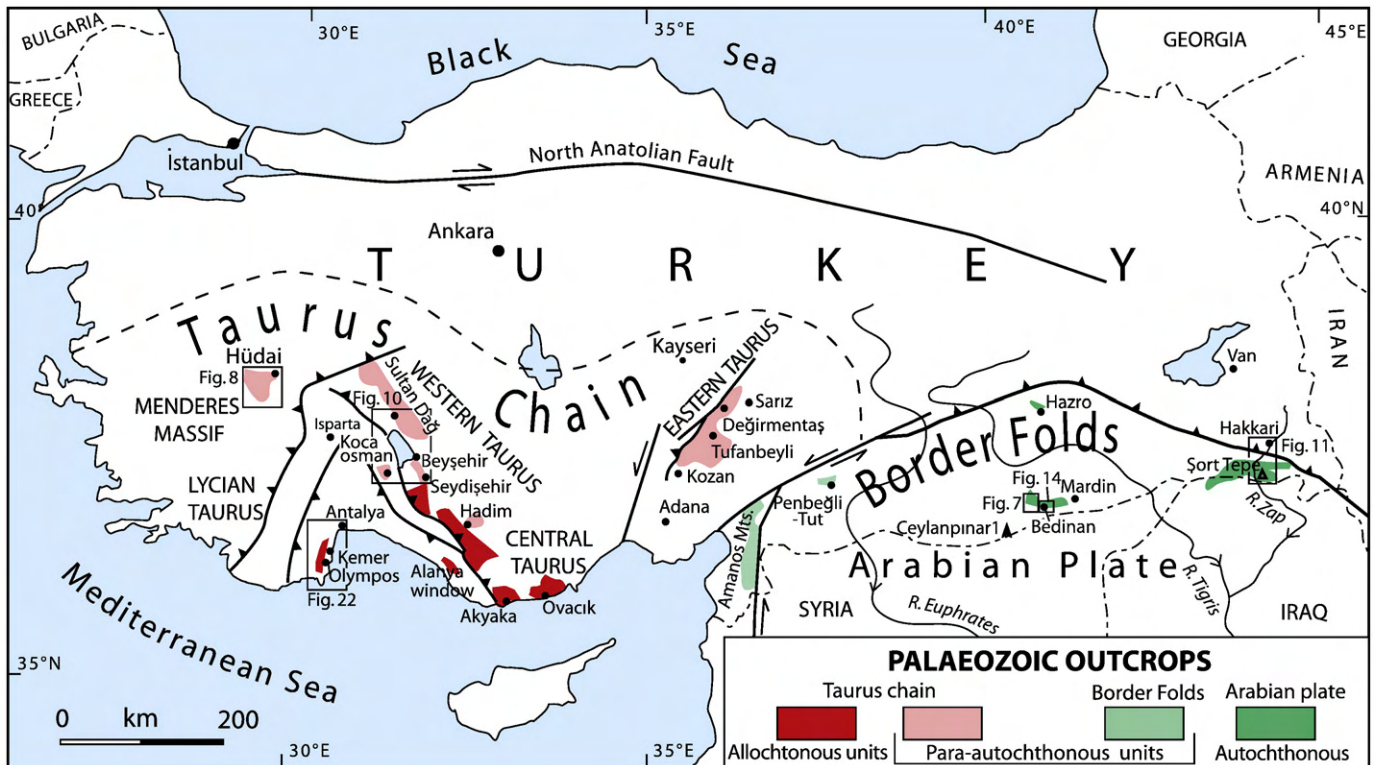 30°E
35°E
40°E
45°E
BULGARIA
GREECE
Black Sea
GEORGIA
İstanbul
North Anatolian Fault
ARMENIA
40°
40°N
Ankara
TURKEY
IRAN
Taurus Chain
Kayseri
Van
Hüdai
Fig. 8
MENDERES
MASSIF
Sultan Dağ
WESTERN TAURUS
Fig. 10
EASTERN TAURUS
Sarız
Değirmentaş
Tufanbeyli
Kozan
Hazro
Border Folds
Hakkari
Fig. 11
Şort Tepe
Isparta
Koca
osman
Beyşehir
Seydişehir
LYCIAN
TAURUS
Antalya
Hadim
Adana
Penbeğli
-Tut
Fig. 14
Fig. 7
Mardin
Bedinan
Ceylanpınar1
R. Zap
Kemer
Olympos
Fig. 22
Alanya
window
CENTRAL
TAURUS
Akyaka
Ovacık
Amanos Mts.
Arabian Plate
SYRIA
R. Euphrates
R. Tigris
IRAQ
Mediterranean Sea
35°N
0 km 200
30°E
35°E
PALAEOZOIC OUTCROPS
Taurus chain
Border Folds
Arabian plate
Allochtonous units
Para-autochthonous units
Autochthonous